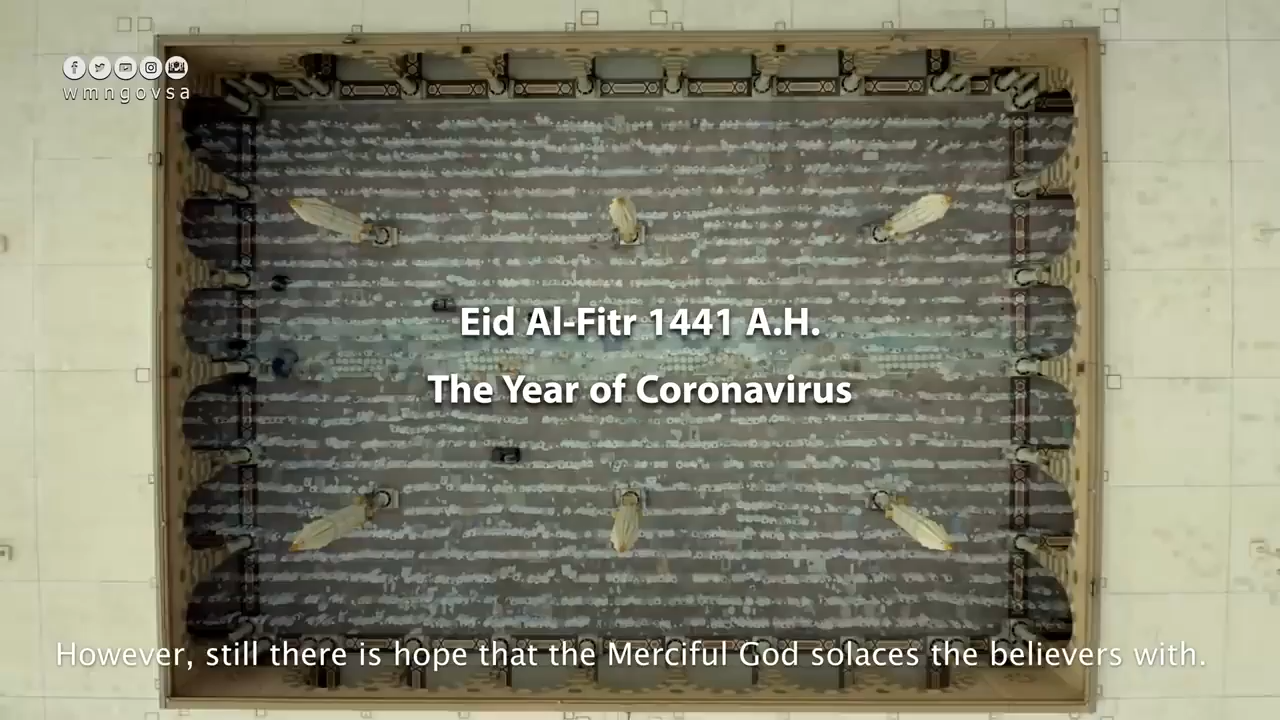 wmngovsa
Eid Al-Fitr 1441 A.H.
The Year of Coronavirus
However, still there is hope that the Merciful God solaces the believers with.